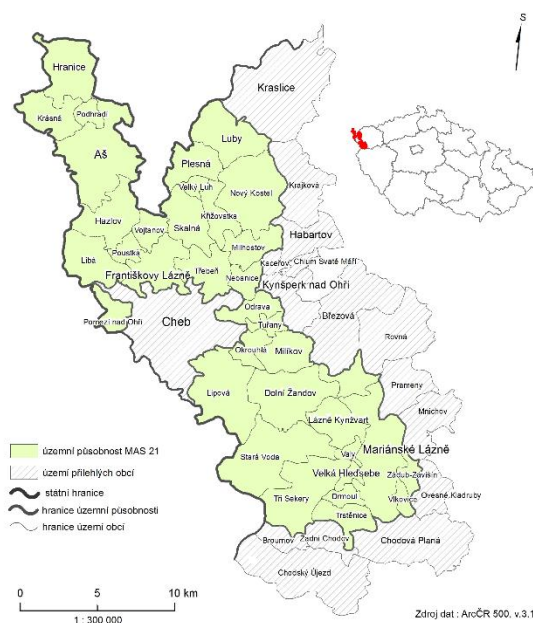 S
Hranice
Krásná
Podhradí
Aš
Kraslice
Luby
Plesná
Velký Luh
Nový Kostel
Krajková
Křižovatka
Hazlov
Vojtanov
Skalná
Milhostov
Habartov
Libá
Poustka
Františkovy Lázně
Třebeň
Nebanice
Kaceřov
Chlum Svaté Maří
Kynšperk nad Ohří
Pomezí nad Ohří
Cheb
Odrava
Tuřany
Březová
Rovná
Okrouhlá
Milíkov
Lipová
Dolní Žandov
Prameny
Lázně Kynžvart
Mnichov
Mariánské Lázně
Stará Voda
Valy
Velká Hleďsebe
Zádub-Závišín
Tři Sekery
Drmoul
Vlkovice
Ovesné Kladruby
Trstěnice
Broumov
Zadní Chodov
Chodová Planá
Chodský Újezd
územní působnost MAS 21
území přilehlých obcí
státní hranice
hranice územní působnosti
hranice území obcí
0 5 10 km
1 : 300 000
Zdroj dat : ArcČR 500, v.3.1